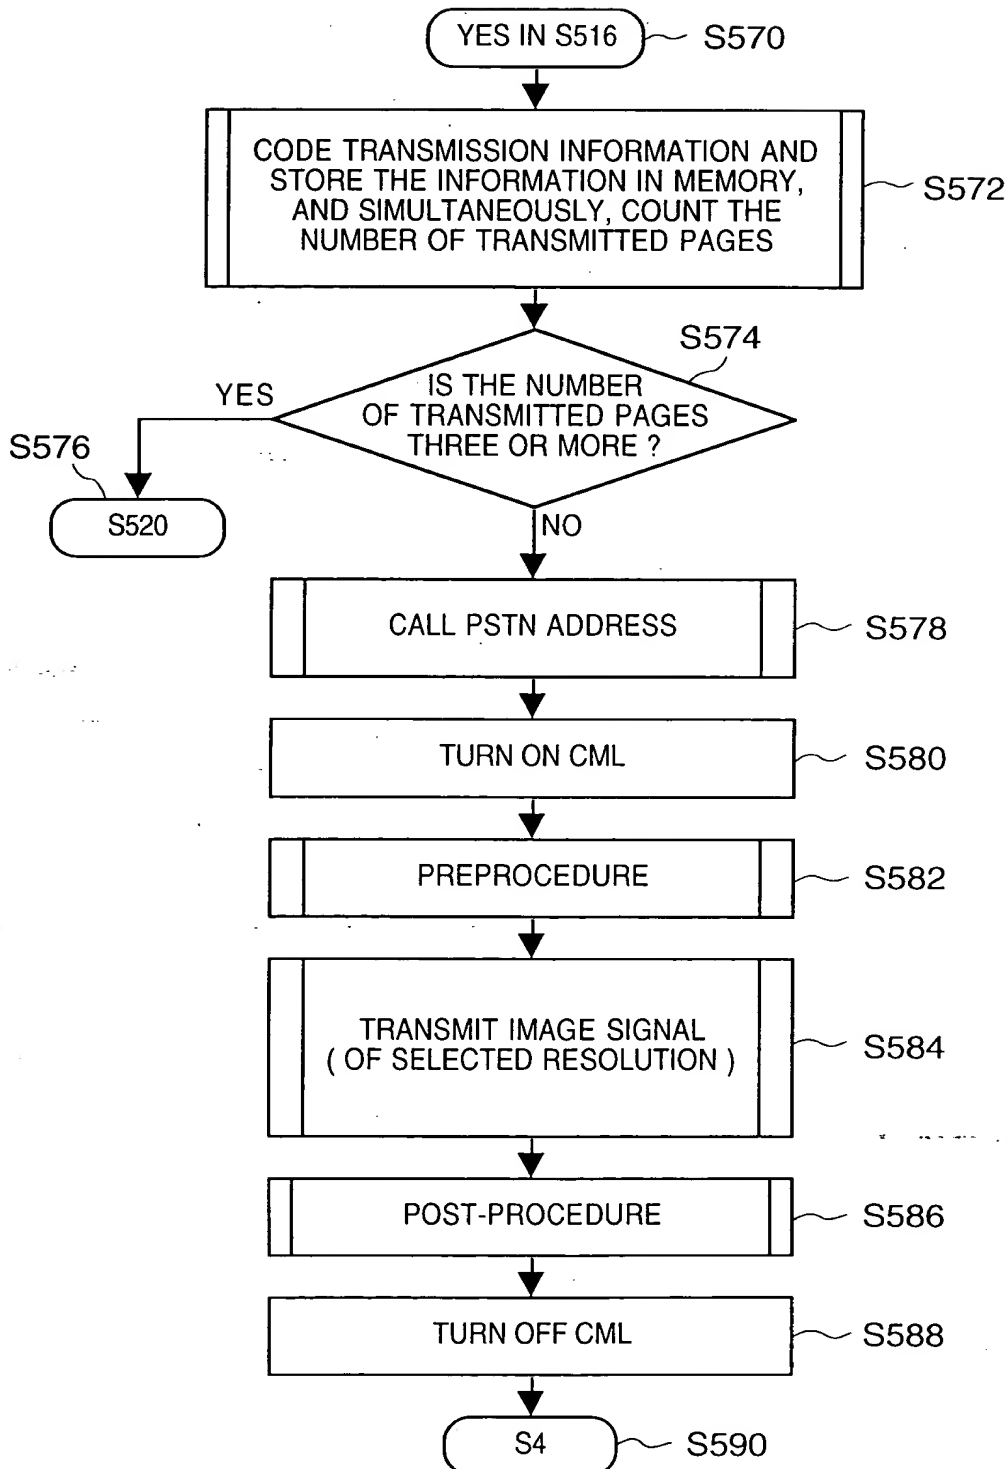 YES IN S516
S570
CODE TRANSMISSION INFORMATION AND
STORE THE INFORMATION IN MEMORY,
AND SIMULTANEOUSLY, COUNT THE
NUMBER OF TRANSMITTED PAGES
S572
S574
IS THE NUMBER
OF TRANSMITTED PAGES
THREE OR MORE ?
YES
S576
S520
NO
CALL PSTN ADDRESS
S578
TURN ON CML
S580
PREPROCEDURE
S582
TRANSMIT IMAGE SIGNAL
( OF SELECTED RESOLUTION )
S584
POST-PROCEDURE
S586
TURN OFF CML
S588
S4
S590